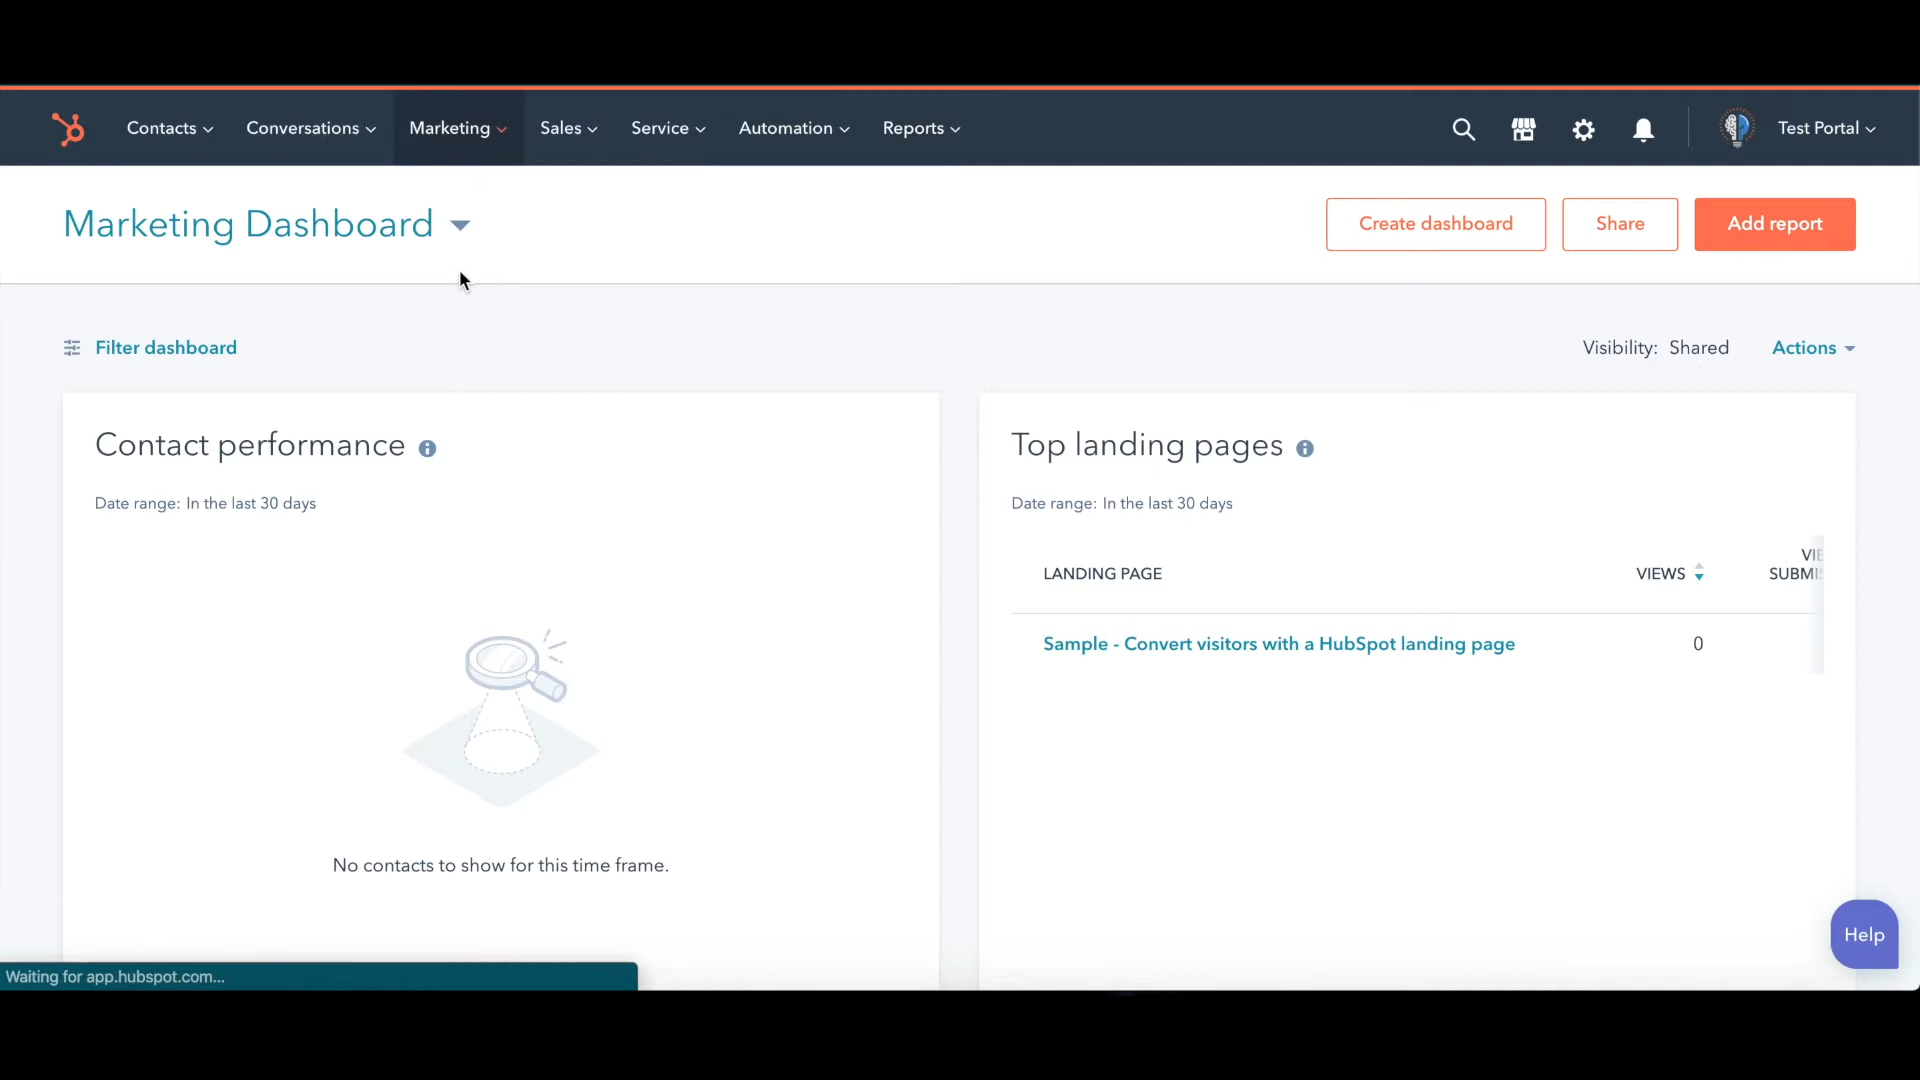 Contacts Conversations Marketing Sales Service Automation Reports Test Portal
Marketing Dashboard
Create dashboard Share Add report
Filter dashboard
Visibility: Shared Actions
Contact performance
Date range: In the last 30 days
No contacts to show for this time frame.
Top landing pages
Date range: In the last 30 days
LANDING PAGE VIEWS
Sample - Convert visitors with a HubSpot landing page 0
Help
Waiting for app.hubspot.com...